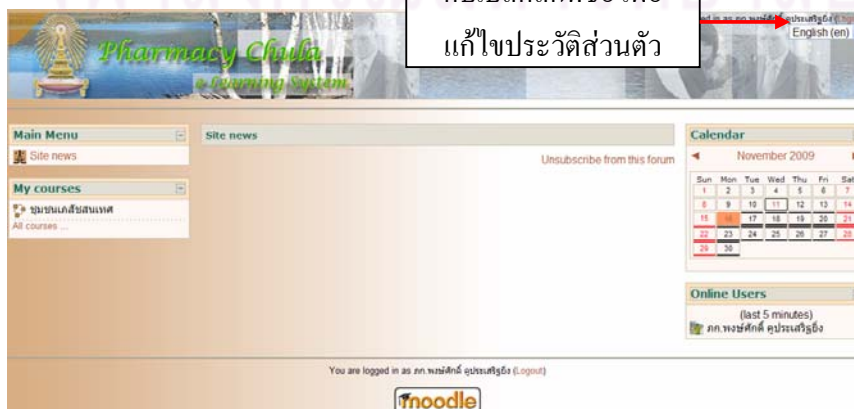 แก้ไขประวัติส่วนตัว
Pharmacy Chula
e-Learning System
English (en)
Main Menu
Site news
My courses
ชุมชนเภสัชสนเทศ
All courses ...
Site news
Unsubscribe from this forum
Calendar
November 2009
Sun Mon Tue Wed Thu Fri Sat
1 2 3 4 5 6 7
8 9 10 11 12 13 14
15 16 17 18 19 20 21
22 23 24 25 26 27 28
29 30
Online Users
(last 5 minutes)
ภก.พงษ์ศักดิ์ คูประเสริฐยิ่ง
You are logged in as ภก.พงษ์ศักดิ์ คูประเสริฐยิ่ง (Logout)
moodle